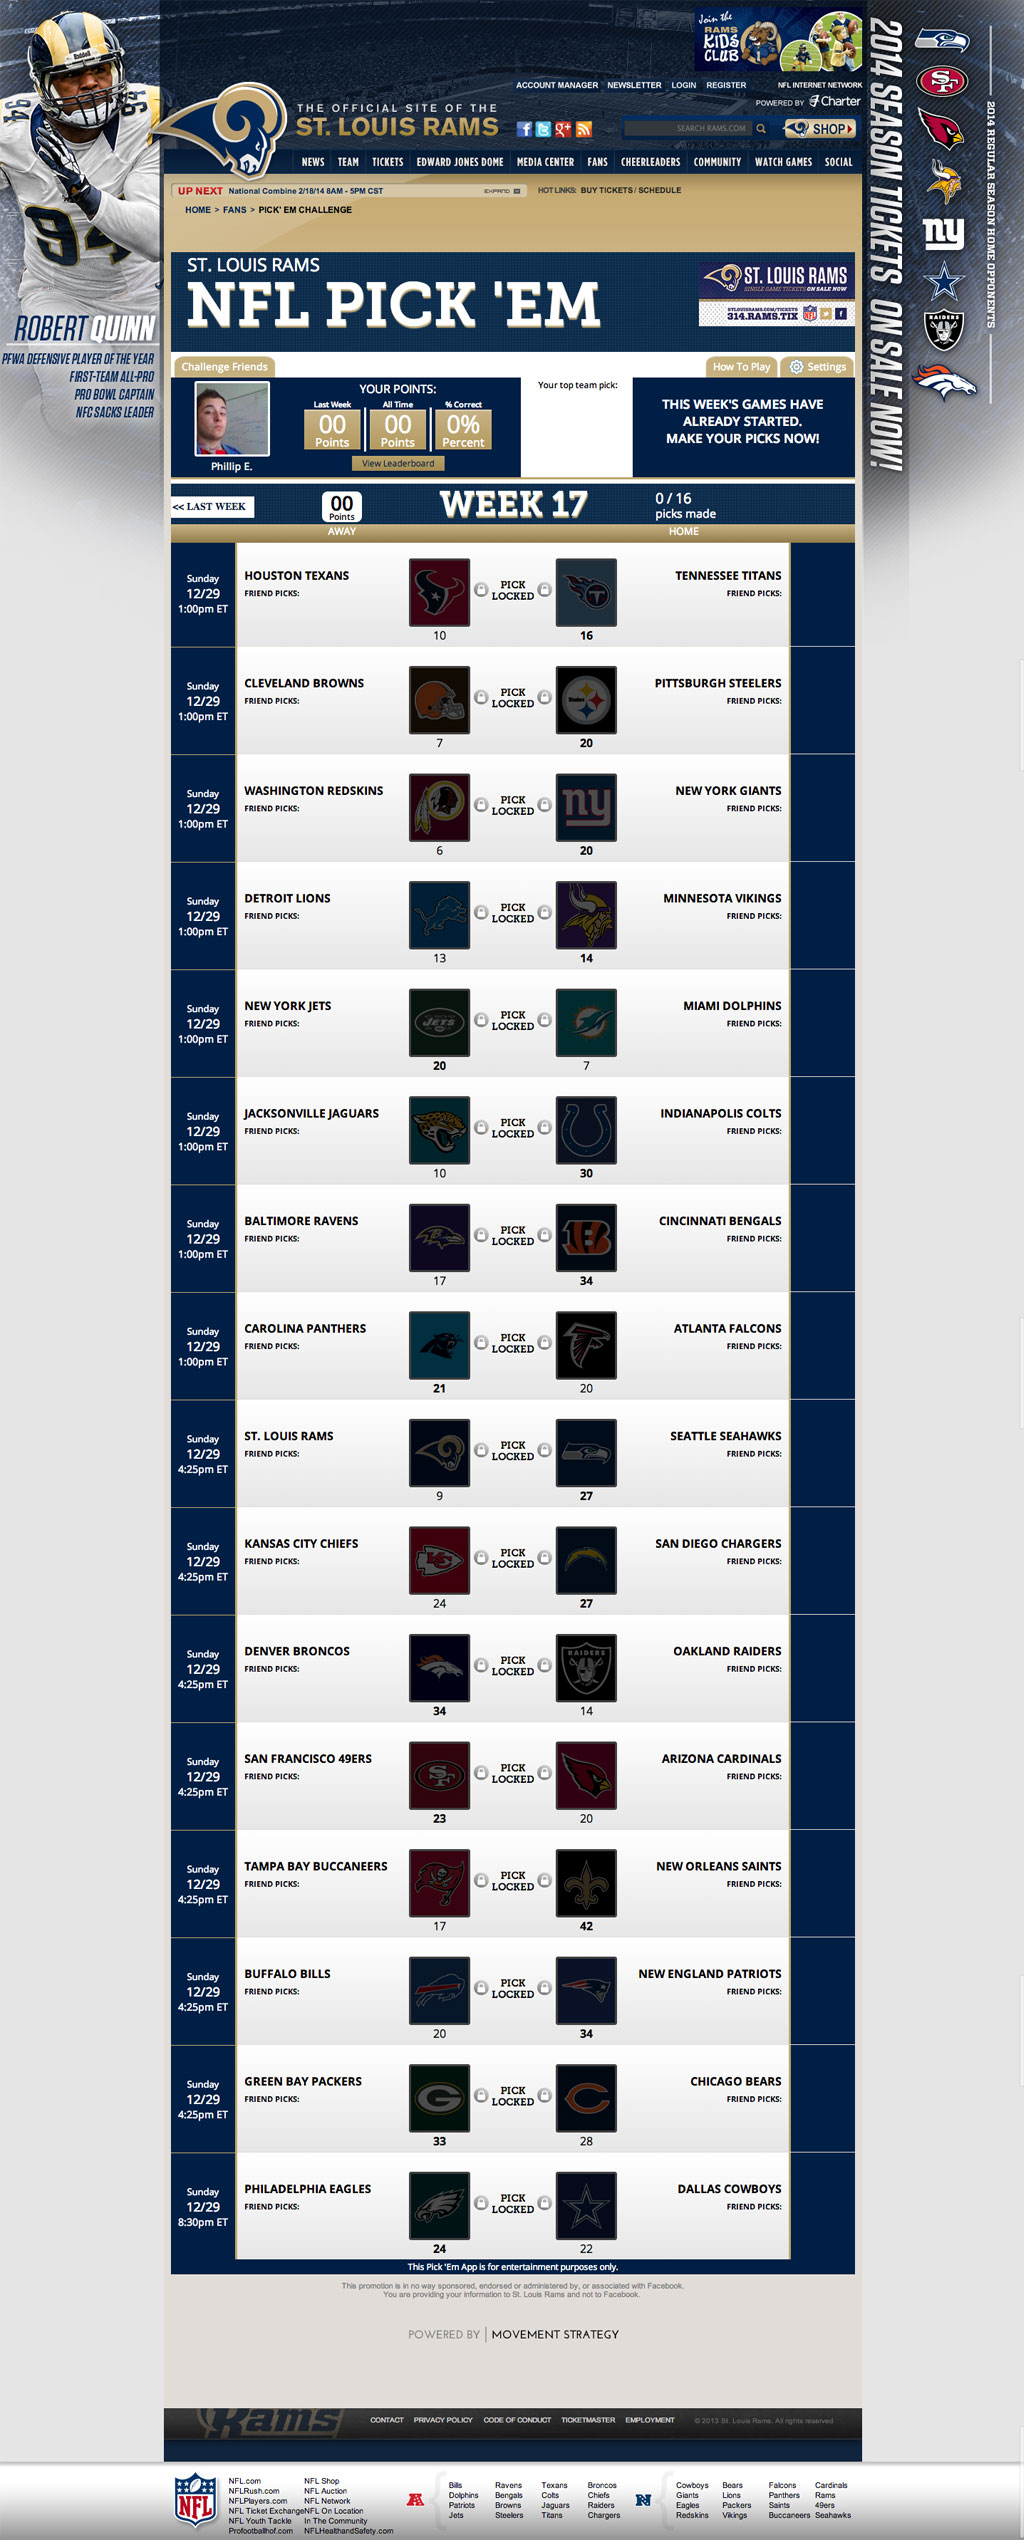 Join the
RAMS
KIDS
CLUB
ACCOUNT MANAGER NEWSLETTER LOGIN REGISTER NFL INTERNET NETWORK
POWERED BY Charter
THE OFFICIAL SITE OF THE
ST. LOUIS RAMS
SEARCH RAMS.COM
SHOP
NEWS TEAM TICKETS EDWARD JONES DOME MEDIA CENTER FANS CHEERLEADERS COMMUNITY WATCH GAMES SOCIAL
UP NEXT National Combine 2/18/14 8AM - 5PM CST EXPAND HOT LINKS: BUY TICKETS / SCHEDULE
HOME > FANS > PICK' EM CHALLENGE
94
ROBERT QUINN
PFWA DEFENSIVE PLAYER OF THE YEAR
FIRST-TEAM ALL-PRO
PRO BOWL CAPTAIN
NFC SACKS LEADER
2014 SEASON TICKETS ON SALE NOW!
2014 REGULAR SEASON HOME OPPONENTS
ST. LOUIS RAMS
NFL PICK 'EM
ST. LOUIS RAMS
SINGLE GAME TICKETS ON SALE NOW
STLOUISRAMS.COM/TICKETS
314.RAMS.TIX
Challenge Friends How To Play Settings
YOUR POINTS:
Last Week All Time % Correct
00 00 0%
Points Points Percent
View Leaderboard
Phillip E.
Your top team pick:
THIS WEEK'S GAMES HAVE
ALREADY STARTED.
MAKE YOUR PICKS NOW!
<< LAST WEEK
00
Points
WEEK 17
0 / 16
picks made
AWAY HOME
Sunday
12/29
1:00pm ET
HOUSTON TEXANS
FRIEND PICKS:
10
PICK
LOCKED
TENNESSEE TITANS
FRIEND PICKS:
16
Sunday
12/29
1:00pm ET
CLEVELAND BROWNS
FRIEND PICKS:
7
PICK
LOCKED
PITTSBURGH STEELERS
FRIEND PICKS:
20
Sunday
12/29
1:00pm ET
WASHINGTON REDSKINS
FRIEND PICKS:
6
PICK
LOCKED
NEW YORK GIANTS
FRIEND PICKS:
20
Sunday
12/29
1:00pm ET
DETROIT LIONS
FRIEND PICKS:
13
PICK
LOCKED
MINNESOTA VIKINGS
FRIEND PICKS:
14
Sunday
12/29
1:00pm ET
NEW YORK JETS
FRIEND PICKS:
20
PICK
LOCKED
MIAMI DOLPHINS
FRIEND PICKS:
7
Sunday
12/29
1:00pm ET
JACKSONVILLE JAGUARS
FRIEND PICKS:
10
PICK
LOCKED
INDIANAPOLIS COLTS
FRIEND PICKS:
30
Sunday
12/29
1:00pm ET
BALTIMORE RAVENS
FRIEND PICKS:
17
PICK
LOCKED
CINCINNATI BENGALS
FRIEND PICKS:
34
Sunday
12/29
1:00pm ET
CAROLINA PANTHERS
FRIEND PICKS:
21
PICK
LOCKED
ATLANTA FALCONS
FRIEND PICKS:
20
Sunday
12/29
4:25pm ET
ST. LOUIS RAMS
FRIEND PICKS:
9
PICK
LOCKED
SEATTLE SEAHAWKS
FRIEND PICKS:
27
Sunday
12/29
4:25pm ET
KANSAS CITY CHIEFS
FRIEND PICKS:
24
PICK
LOCKED
SAN DIEGO CHARGERS
FRIEND PICKS:
27
Sunday
12/29
4:25pm ET
DENVER BRONCOS
FRIEND PICKS:
34
PICK
LOCKED
OAKLAND RAIDERS
FRIEND PICKS:
14
Sunday
12/29
4:25pm ET
SAN FRANCISCO 49ERS
FRIEND PICKS:
23
PICK
LOCKED
ARIZONA CARDINALS
FRIEND PICKS:
20
Sunday
12/29
4:25pm ET
TAMPA BAY BUCCANEERS
FRIEND PICKS:
17
PICK
LOCKED
NEW ORLEANS SAINTS
FRIEND PICKS:
42
Sunday
12/29
4:25pm ET
BUFFALO BILLS
FRIEND PICKS:
20
PICK
LOCKED
NEW ENGLAND PATRIOTS
FRIEND PICKS:
34
Sunday
12/29
4:25pm ET
GREEN BAY PACKERS
FRIEND PICKS:
33
PICK
LOCKED
CHICAGO BEARS
FRIEND PICKS:
28
Sunday
12/29
8:30pm ET
PHILADELPHIA EAGLES
FRIEND PICKS:
24
PICK
LOCKED
DALLAS COWBOYS
FRIEND PICKS:
22
This Pick 'Em App is for entertainment purposes only.
This promotion is in no way sponsored, endorsed or administered by, or associated with Facebook.
You are providing your information to St. Louis Rams and not to Facebook.
POWERED BY | MOVEMENT STRATEGY
Rams
CONTACT PRIVACY POLICY CODE OF CONDUCT TICKETMASTER EMPLOYMENT © 2013 St. Louis Rams. All rights reserved
NFL
NFL.com NFL Shop
NFLRush.com NFL Auction
NFLPlayers.com NFL Network
NFL Ticket Exchange NFL On Location
NFL Youth Tackle In The Community
Profootballhof.com NFLHealthandSafety.com
Bills Ravens Texans Broncos
Dolphins Bengals Colts Chiefs
Patriots Browns Jaguars Raiders
Jets Steelers Titans Chargers
Cowboys Bears Falcons Cardinals
Giants Lions Panthers Rams
Eagles Packers Saints 49ers
Redskins Vikings Buccaneers Seahawks